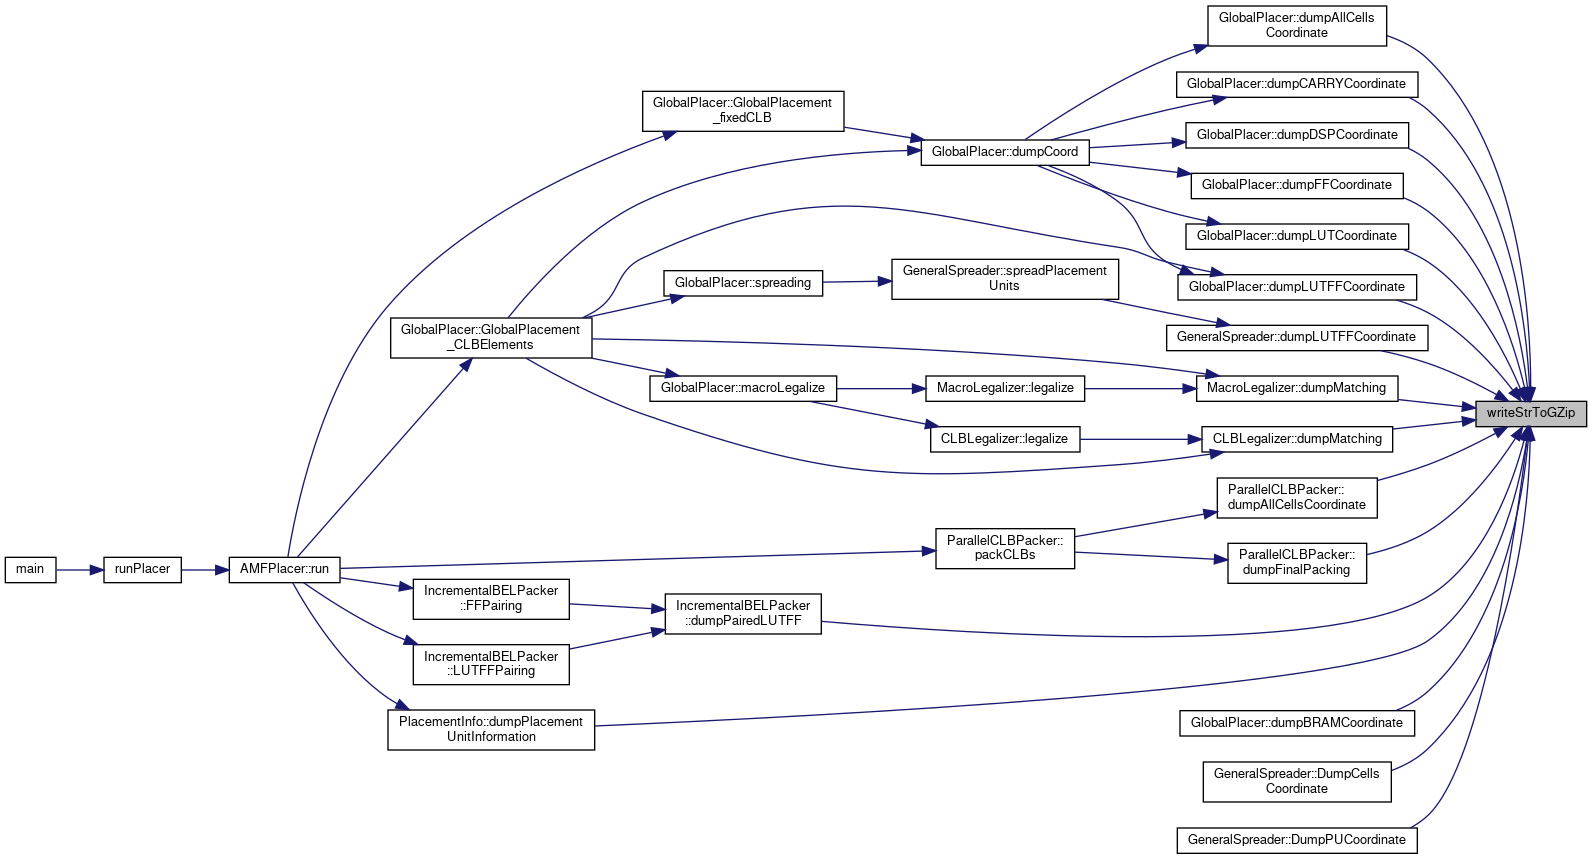 GlobalPlacer::dumpAllCells
Coordinate
GlobalPlacer::dumpCARRYCoordinate
GlobalPlacer::GlobalPlacement
_fixedCLB
GlobalPlacer::dumpDSPCoordinate
GlobalPlacer::dumpCoord
GlobalPlacer::dumpFFCoordinate
GlobalPlacer::dumpLUTCoordinate
GeneralSpreader::spreadPlacement
Units
GlobalPlacer::spreading
GlobalPlacer::dumpLUTFFCoordinate
GlobalPlacer::GlobalPlacement
_CLBElements
GeneralSpreader::dumpLUTFFCoordinate
GlobalPlacer::macroLegalize
MacroLegalizer::legalize
MacroLegalizer::dumpMatching
writeStrToGZip
CLBLegalizer::legalize
CLBLegalizer::dumpMatching
ParallelCLBPacker::
dumpAllCellsCoordinate
ParallelCLBPacker::
packCLBs
ParallelCLBPacker::
dumpFinalPacking
main
runPlacer
AMFPlacer::run
IncrementalBELPacker
::FFPairing
IncrementalBELPacker
::dumpPairedLUTFF
IncrementalBELPacker
::LUTFFPairing
PlacementInfo::dumpPlacement
UnitInformation
GlobalPlacer::dumpBRAMCoordinate
GeneralSpreader::DumpCells
Coordinate
GeneralSpreader::DumpPUCoordinate